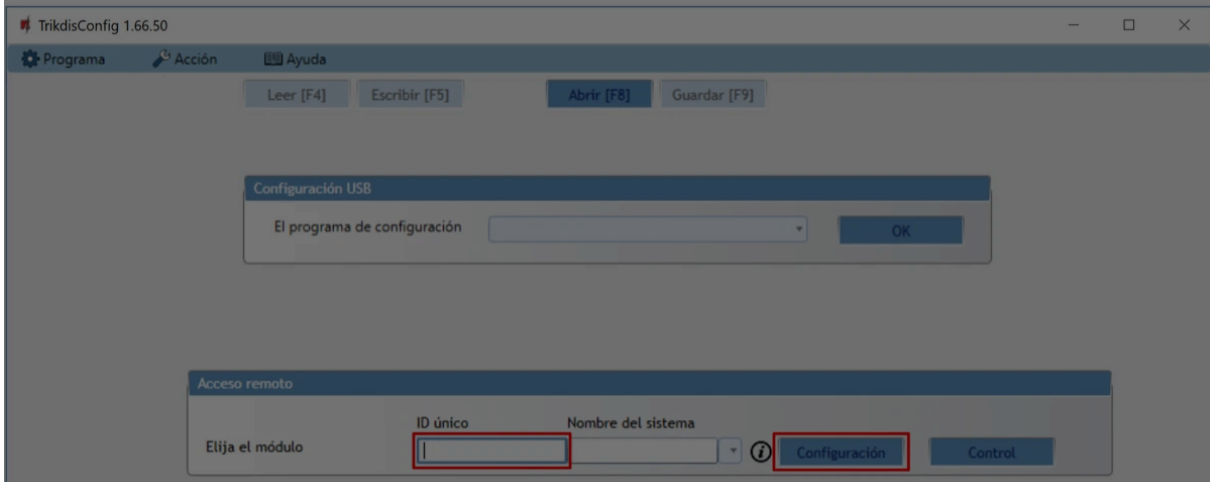 TrikdisConfig 1.66.50
Programa Acción Ayuda
Leer [F4] Escribir [F5] Abrir [F8] Guardar [F9]
Configuración USB
El programa de configuración OK
Acceso remoto
ID único Nombre del sistema
Elija el módulo Configuración Control